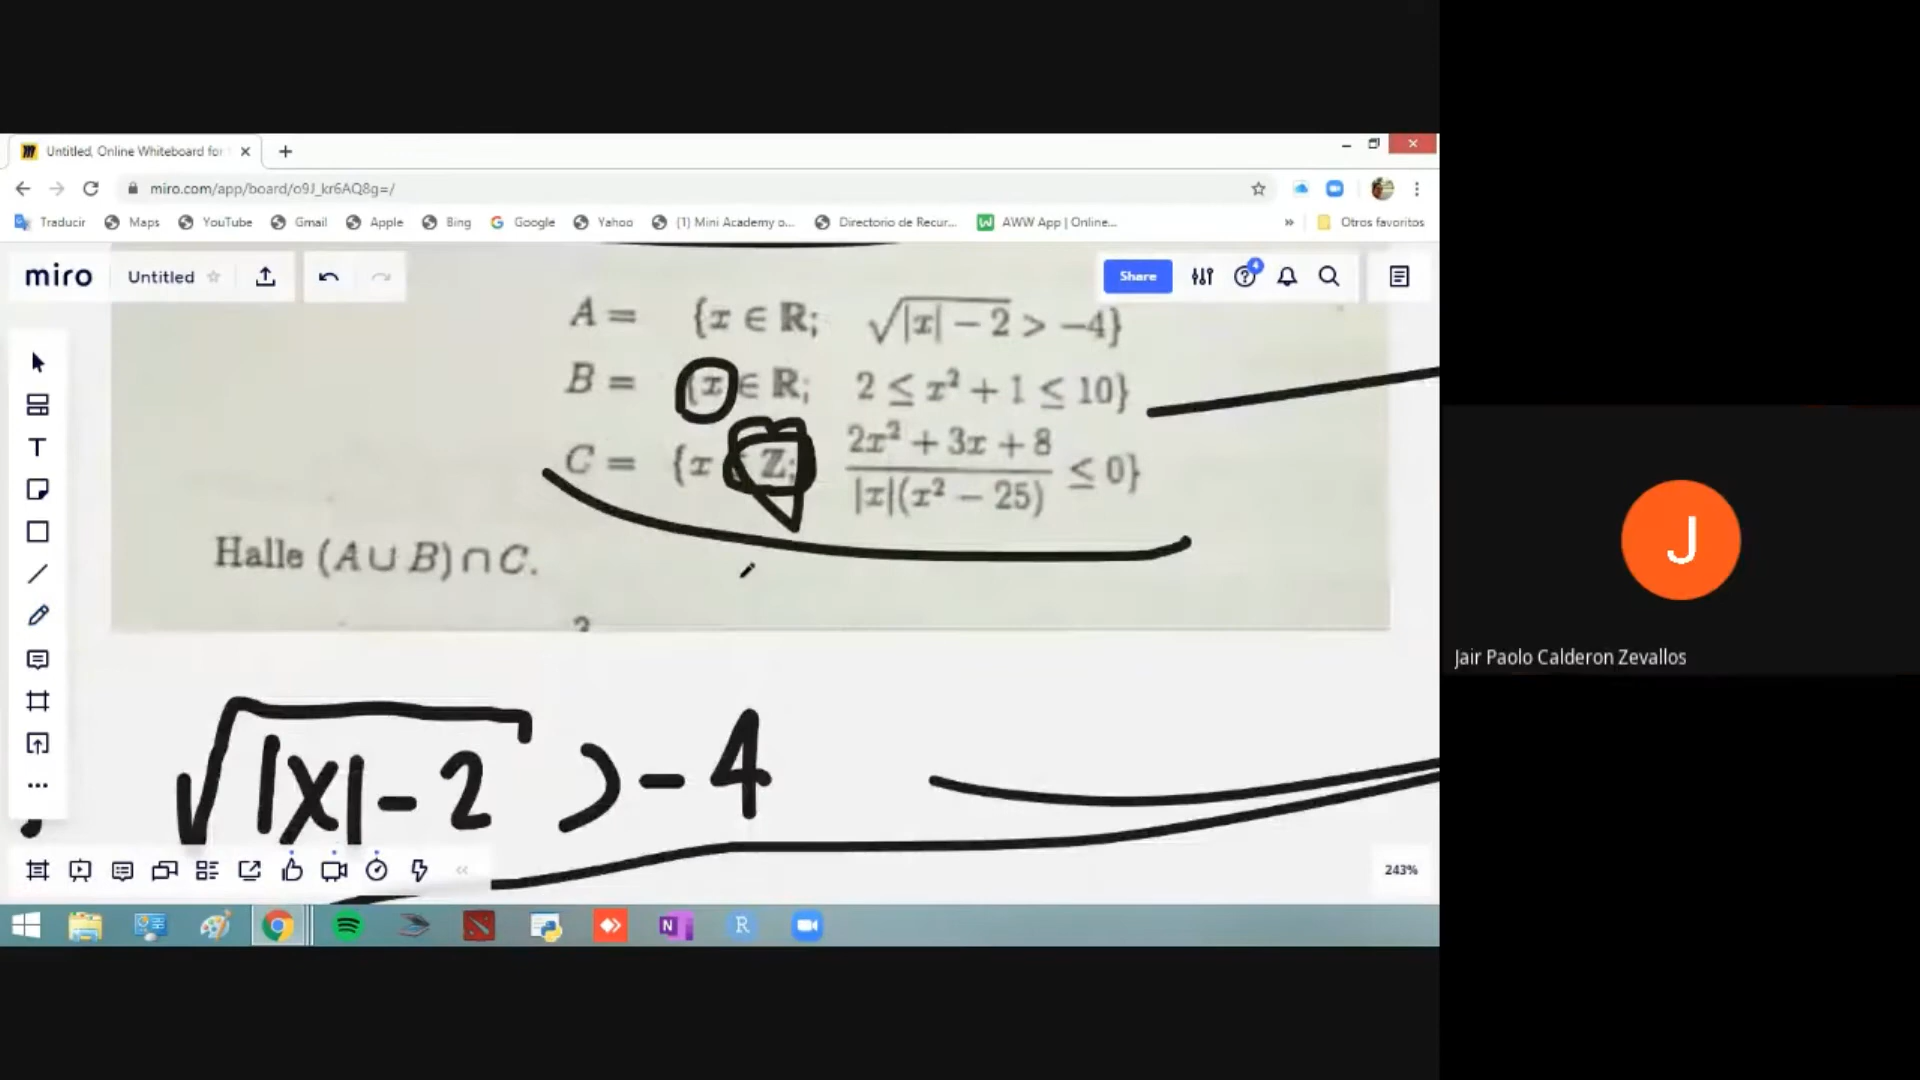 Untitled, Online Whiteboard for
miro.com/app/board/o9J_kr6AQ8g=/
Traducir Maps YouTube Gmail Apple Bing Google Yahoo (1) Mini Academy o... Directorio de Recur... AWW App | Online... » Otros favoritos
miro Untitled Share 4
A = {x ∈ ℝ; √|x| − 2 > −4}
B = {x ∈ ℝ; 2 ≤ x² + 1 ≤ 10}
C = {x ℤ; (2x² + 3x + 8)/(|x|(x² − 25)) ≤ 0}
Halle (A ∪ B) ∩ C.
J
Jair Paolo Calderon Zevallos
√|x|-2 > -4
243%